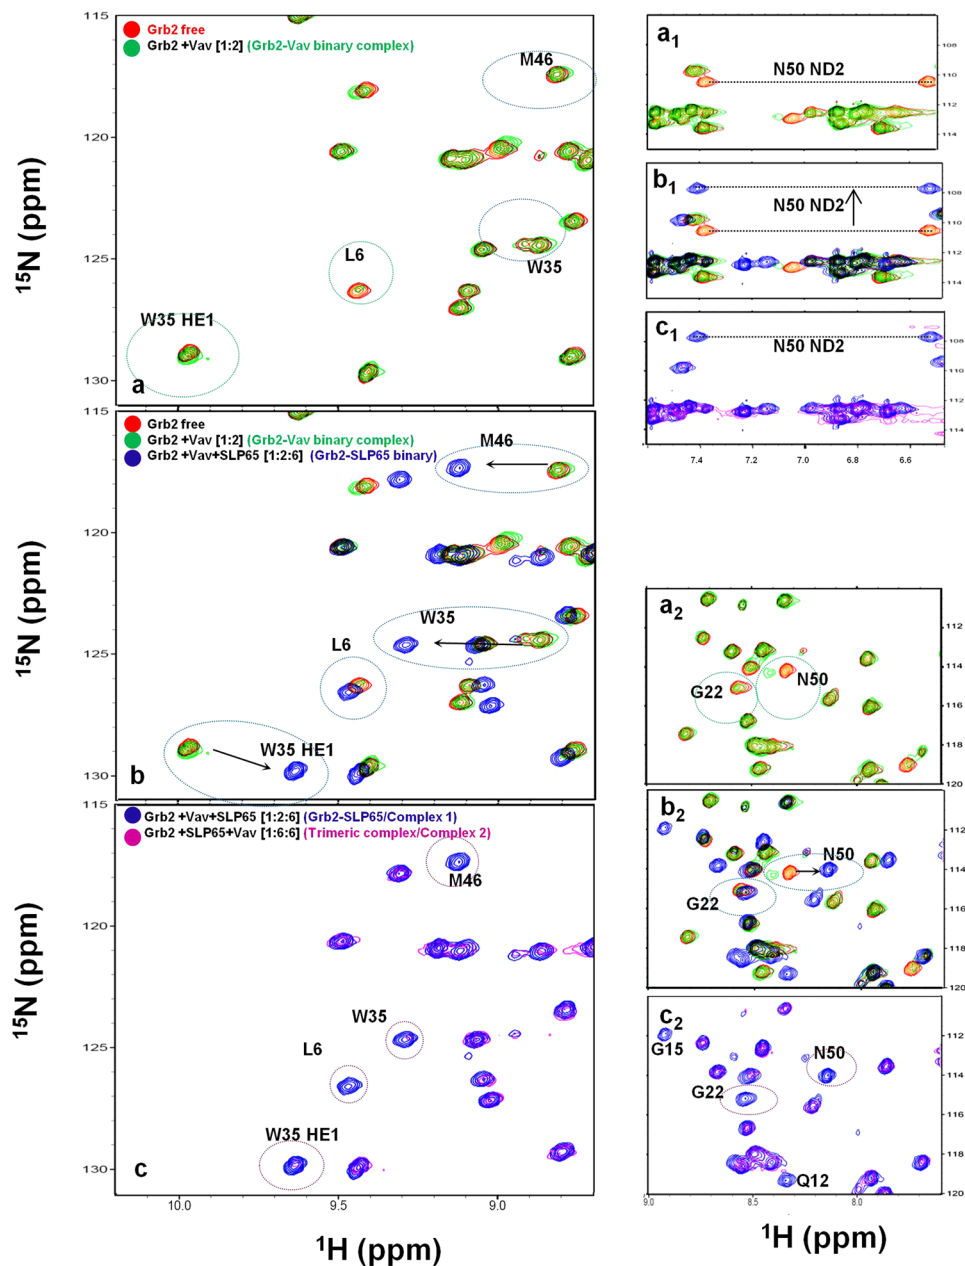 115
120
125
130
15N (ppm)
Grb2 free
Grb2 +Vav [1:2] (Grb2-Vav binary complex)
M46
L6
W35
W35 HE1
a
115
120
125
130
15N (ppm)
Grb2 free
Grb2 +Vav [1:2] (Grb2-Vav binary complex)
Grb2 +Vav+SLP65 [1:2:6] (Grb2-SLP65 binary)
M46
W35
L6
W35 HE1
b
115
120
125
130
15N (ppm)
Grb2 +Vav+SLP65 [1:2:6] (Grb2-SLP65/Complex 1)
Grb2 +SLP65+Vav [1:6:6] (Trimeric complex/Complex 2)
M46
W35
L6
W35 HE1
c
10.0 9.5 9.0
1H (ppm)
a1
N50 ND2
108
110
112
114
b1
N50 ND2
N50 ND2
108
110
112
114
c1
N50 ND2
108
110
112
114
7.4 7.2 7.0 6.8 6.6
a2
G22
N50
112
114
116
118
120
b2
N50
G22
112
114
116
118
120
c2
G15
N50
G22
Q12
112
114
116
118
120
9.0 8.5 8.0
1H (ppm)